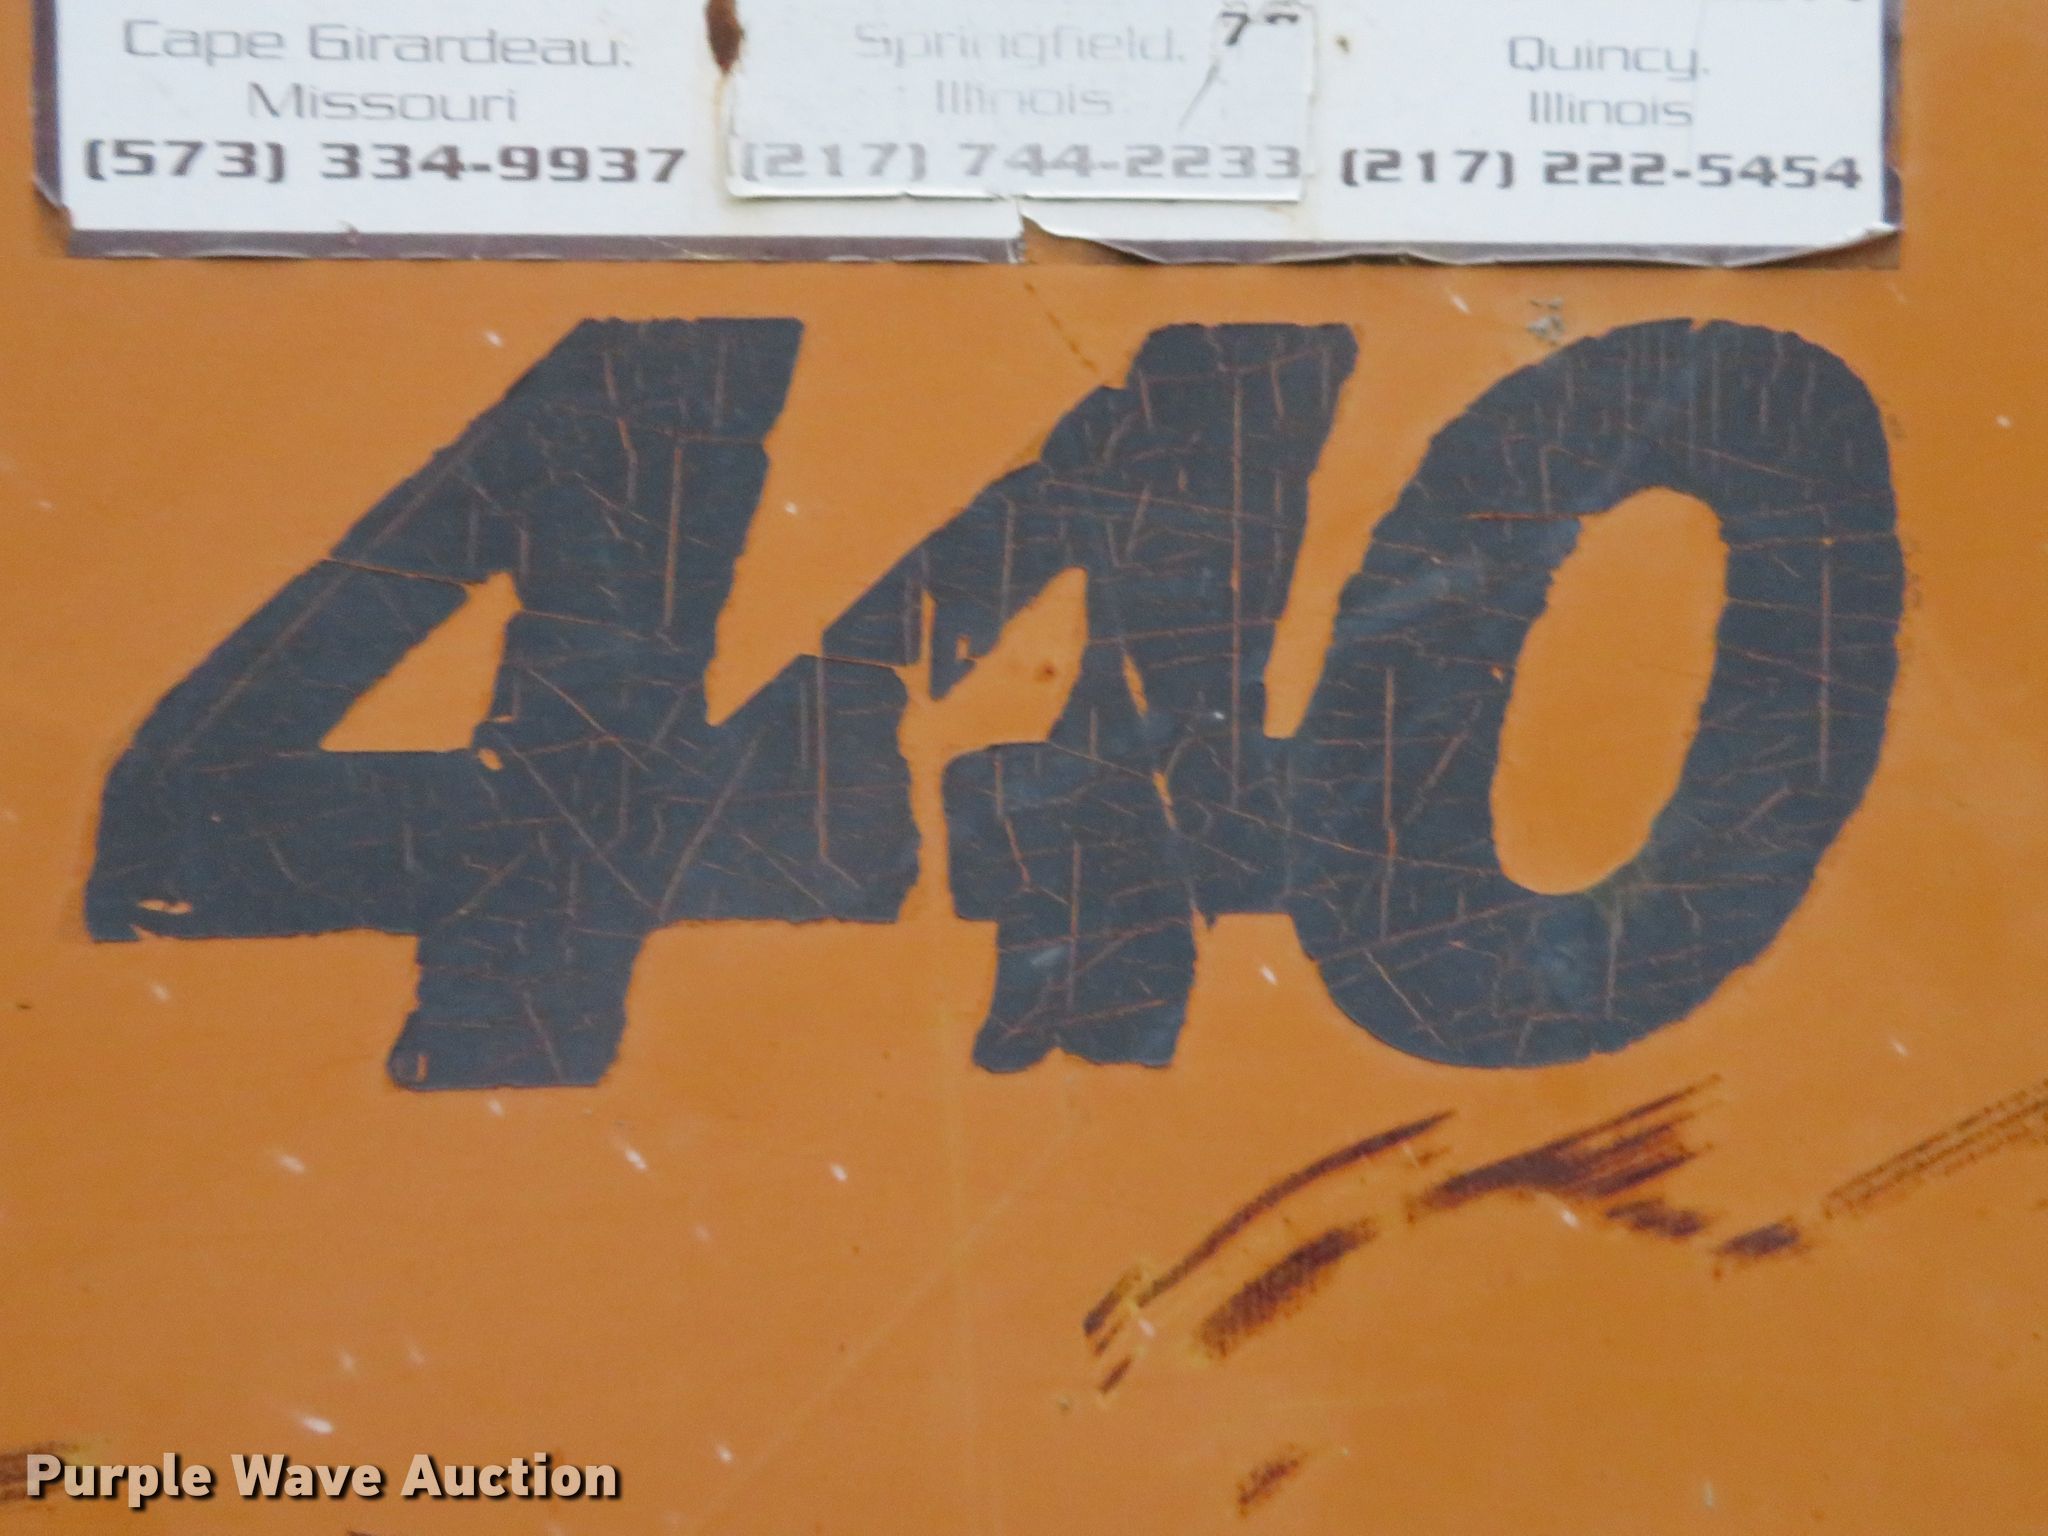 Cape Girardeau, Springfield, Quincy,
Missouri Illinois Illinois
(573) 334-9937 (217) 744-2233 (217) 222-5454
440
Purple Wave Auction